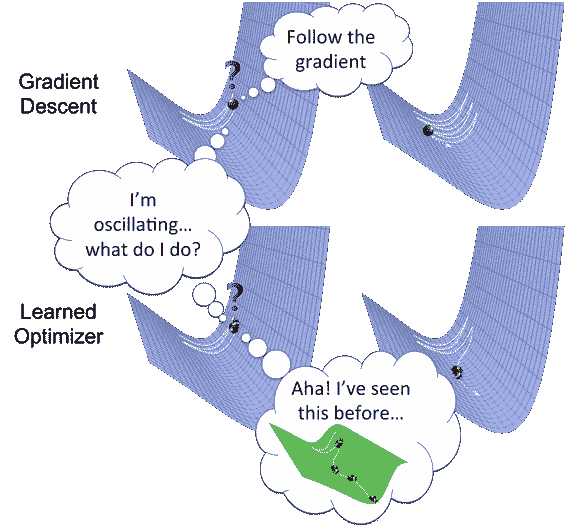 Follow the
gradient
?
Gradient
Descent
I'm
oscillating...
what do I do?
?
Learned
Optimizer
Aha! I've seen
this before...